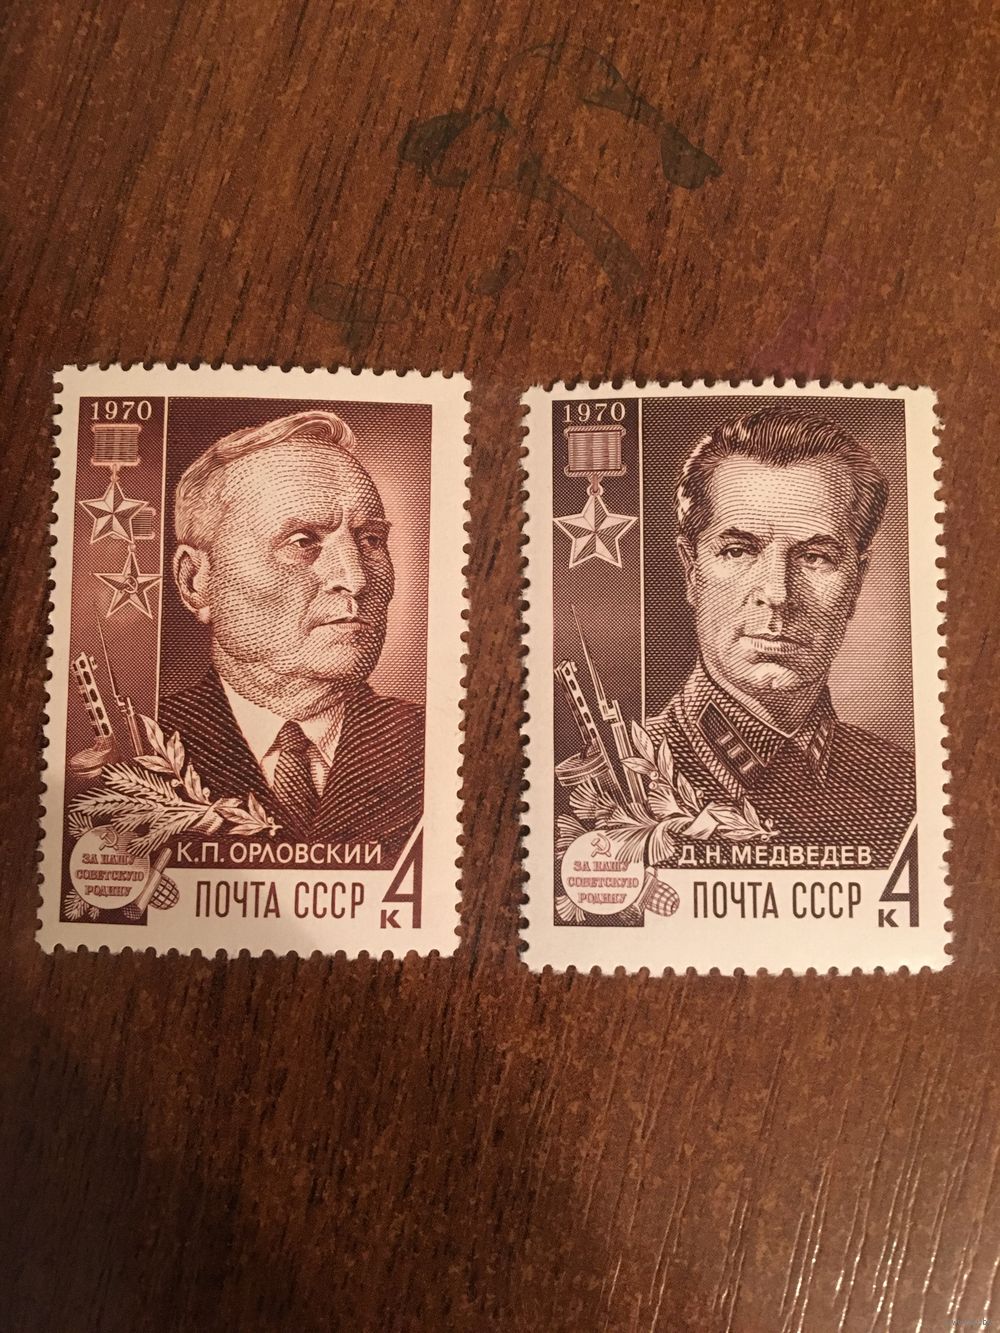 1970
К.П. ОРЛОВСКИЙ
ЗА НАШУ
СОВЕТСКУЮ
РОДИНУ
ПОЧТА СССР
4
к
1970
Д.Н. МЕДВЕДЕВ
ЗА НАШУ
СОВЕТСКУЮ
РОДИНУ
ПОЧТА СССР
4
к